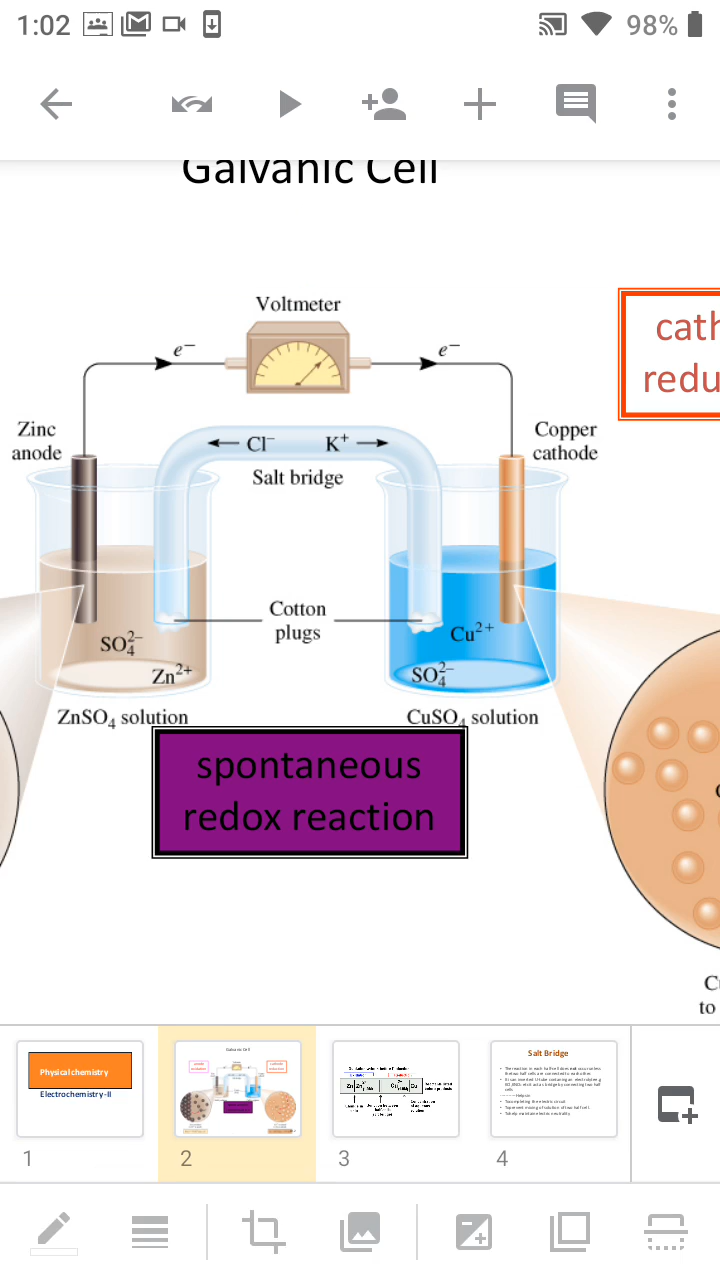 1:02
98%
Galvanic Cell
Voltmeter
e⁻
e⁻
cath
redu
Zinc
anode
Cl⁻
K⁺
Copper
cathode
Salt bridge
Cotton
plugs
SO₄²⁻
Zn²⁺
Cu²⁺
SO₄²⁻
ZnSO₄ solution
CuSO₄ solution
spontaneous
redox reaction
C
to
Physical chemistry
Electrochemistry-II
Galvanic Cell
Salt Bridge
1
2
3
4